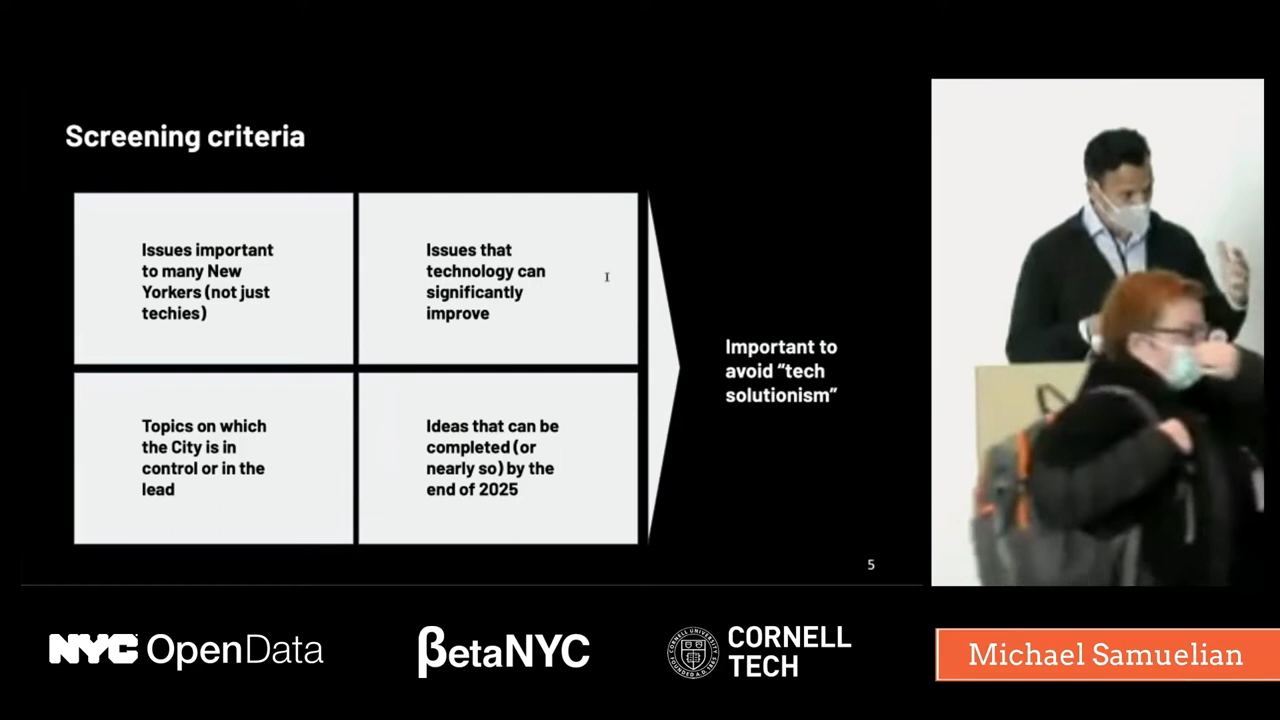 Screening criteria
Issues important
to many New
Yorkers (not just
techies)
Issues that
technology can
significantly
improve
Topics on which
the City is in
control or in the
lead
Ideas that can be
completed (or
nearly so) by the
end of 2025
Important to
avoid “tech
solutionism”
5
NYC OpenData
βetaNYC
CORNELL
TECH
Michael Samuelian